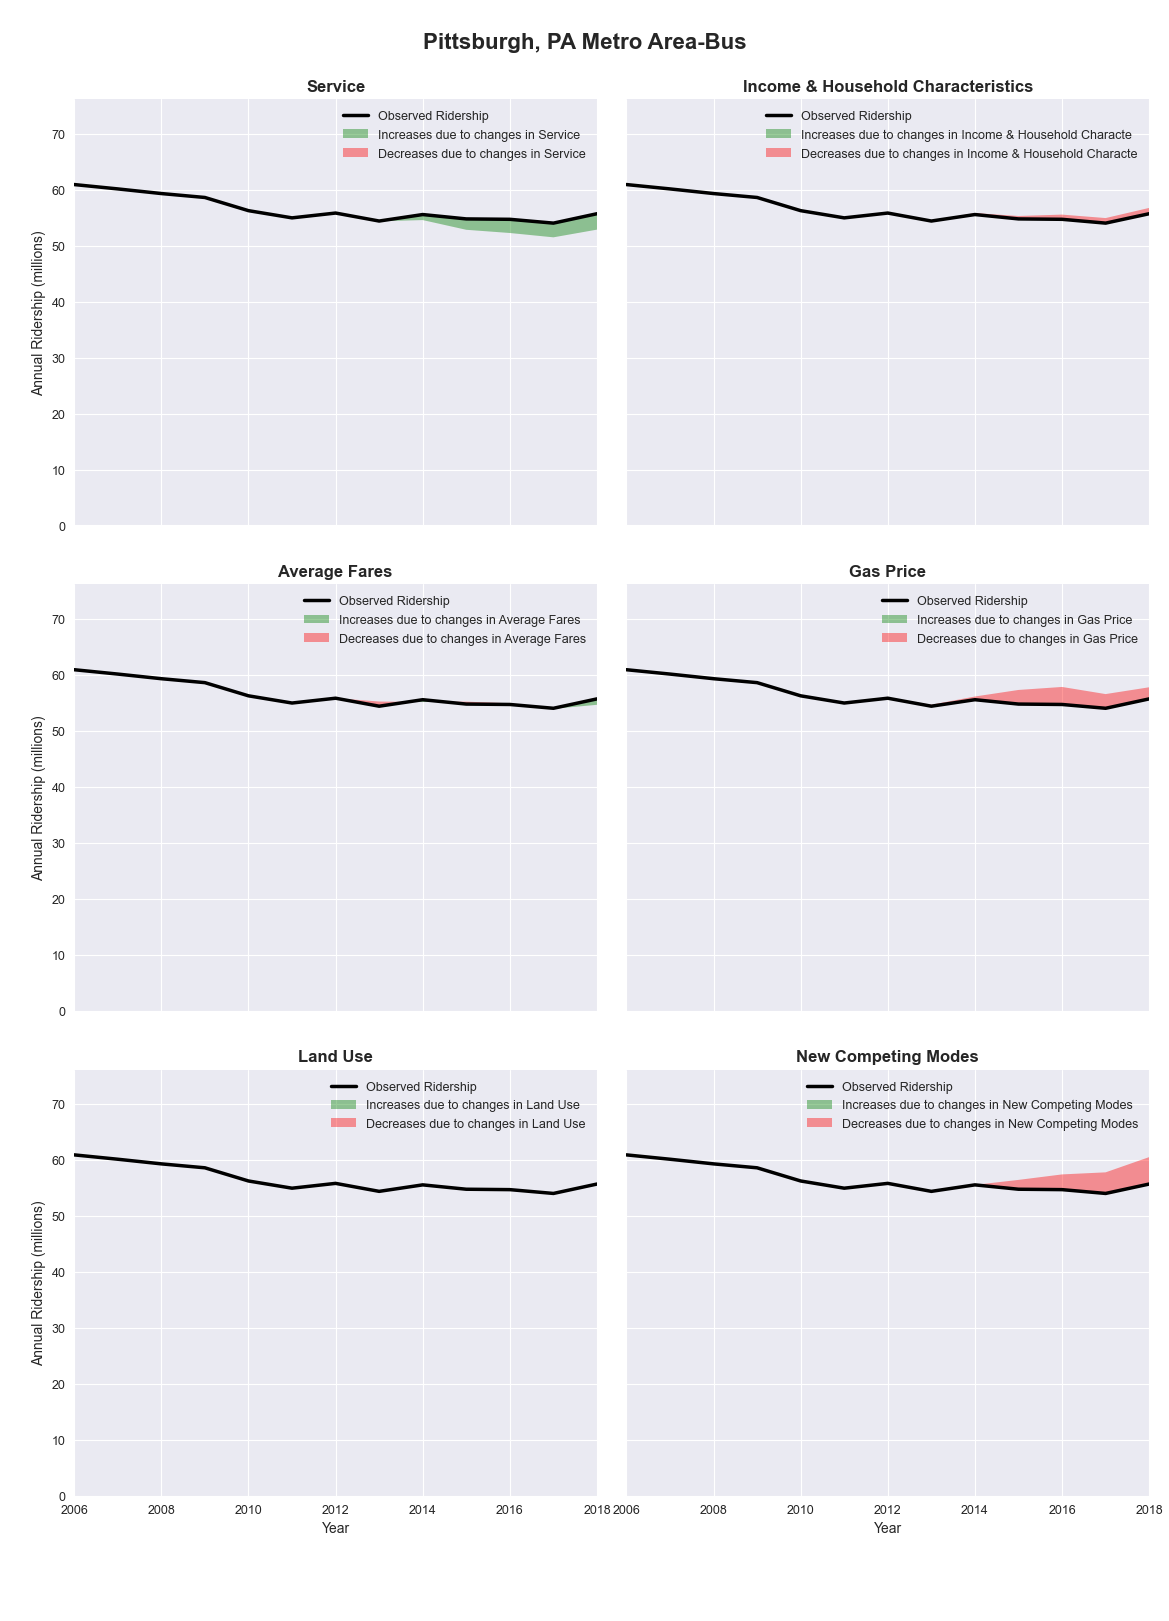 Pittsburgh, PA Metro Area-Bus
Service
Observed Ridership
Increases due to changes in Service
Decreases due to changes in Service
70
60
50
40
30
20
10
0
Annual Ridership (millions)
Income & Household Characteristics
Observed Ridership
Increases due to changes in Income & Household Characte
Decreases due to changes in Income & Household Characte
Average Fares
Observed Ridership
Increases due to changes in Average Fares
Decreases due to changes in Average Fares
70
60
50
40
30
20
10
0
Annual Ridership (millions)
Gas Price
Observed Ridership
Increases due to changes in Gas Price
Decreases due to changes in Gas Price
Land Use
Observed Ridership
Increases due to changes in Land Use
Decreases due to changes in Land Use
70
60
50
40
30
20
10
0
Annual Ridership (millions)
2006 2008 2010 2012 2014 2016 2018
Year
New Competing Modes
Observed Ridership
Increases due to changes in New Competing Modes
Decreases due to changes in New Competing Modes
2006 2008 2010 2012 2014 2016 2018
Year